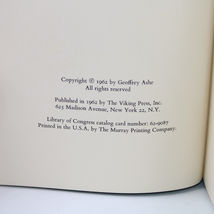 Copyright © 1962 by Geoffrey Ashe
All rights reserved
Published in 1962 by The Viking Press, Inc.
625 Madison Avenue, New York 22, N.Y.
Library of Congress catalog card number: 62-9087
Printed in the U.S.A. by The Murray Printing Company.